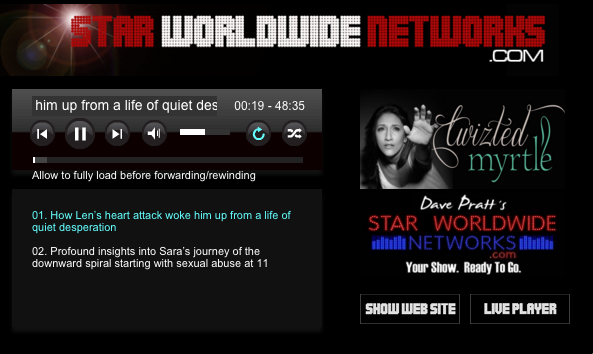 STAR WORLDWIDE NETWORKS
.COM
him up from a life of quiet des
00:19 - 48:35
Allow to fully load before forwarding/rewinding
01. How Len's heart attack woke him up from a life of
quiet desperation
02. Profound insights into Sara's journey of the
downward spiral starting with sexual abuse at 11
twizted
myrtle
Dave Pratt's
STAR WORLDWIDE
NETWORKS
.com
Your Show. Ready To Go.
SHOW WEB SITE
LIVE PLAYER